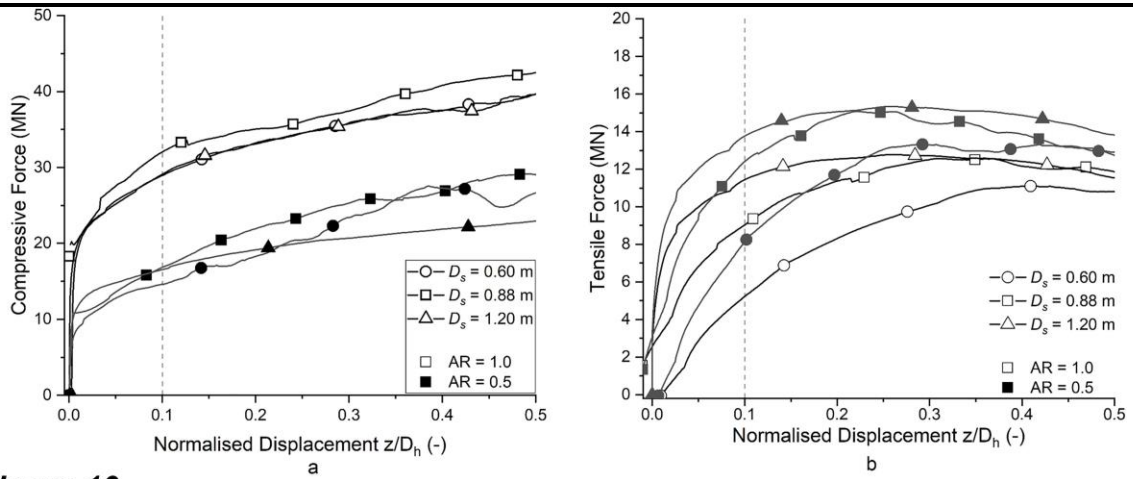 50
40
30
20
10
0
Compressive Force (MN)
0.0 0.1 0.2 0.3 0.4 0.5
Normalised Displacement z/Dh (-)
a
Ds = 0.60 m
Ds = 0.88 m
Ds = 1.20 m
AR = 1.0
AR = 0.5
20
18
16
14
12
10
8
6
4
2
0
Tensile Force (MN)
0.0 0.1 0.2 0.3 0.4 0.5
Normalised Displacement z/Dh (-)
b
Ds = 0.60 m
Ds = 0.88 m
Ds = 1.20 m
AR = 1.0
AR = 0.5